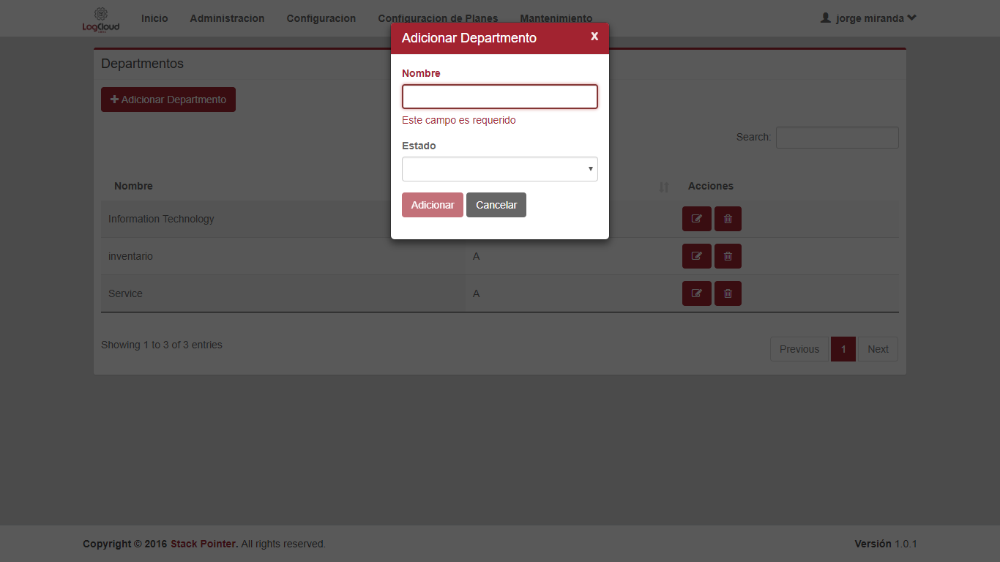 LogCloud
Inicio Administracion Configuracion Configuracion de Planes Mantenimiento jorge miranda
Adicionar Departmento X
Departmentos
Nombre
Adicionar Departmento
Este campo es requerido
Search:
Estado
Nombre Acciones
Adicionar Cancelar
Information Technology
inventario A
Service A
Showing 1 to 3 of 3 entries
Previous 1 Next
Copyright © 2016 Stack Pointer. All rights reserved. Versión 1.0.1